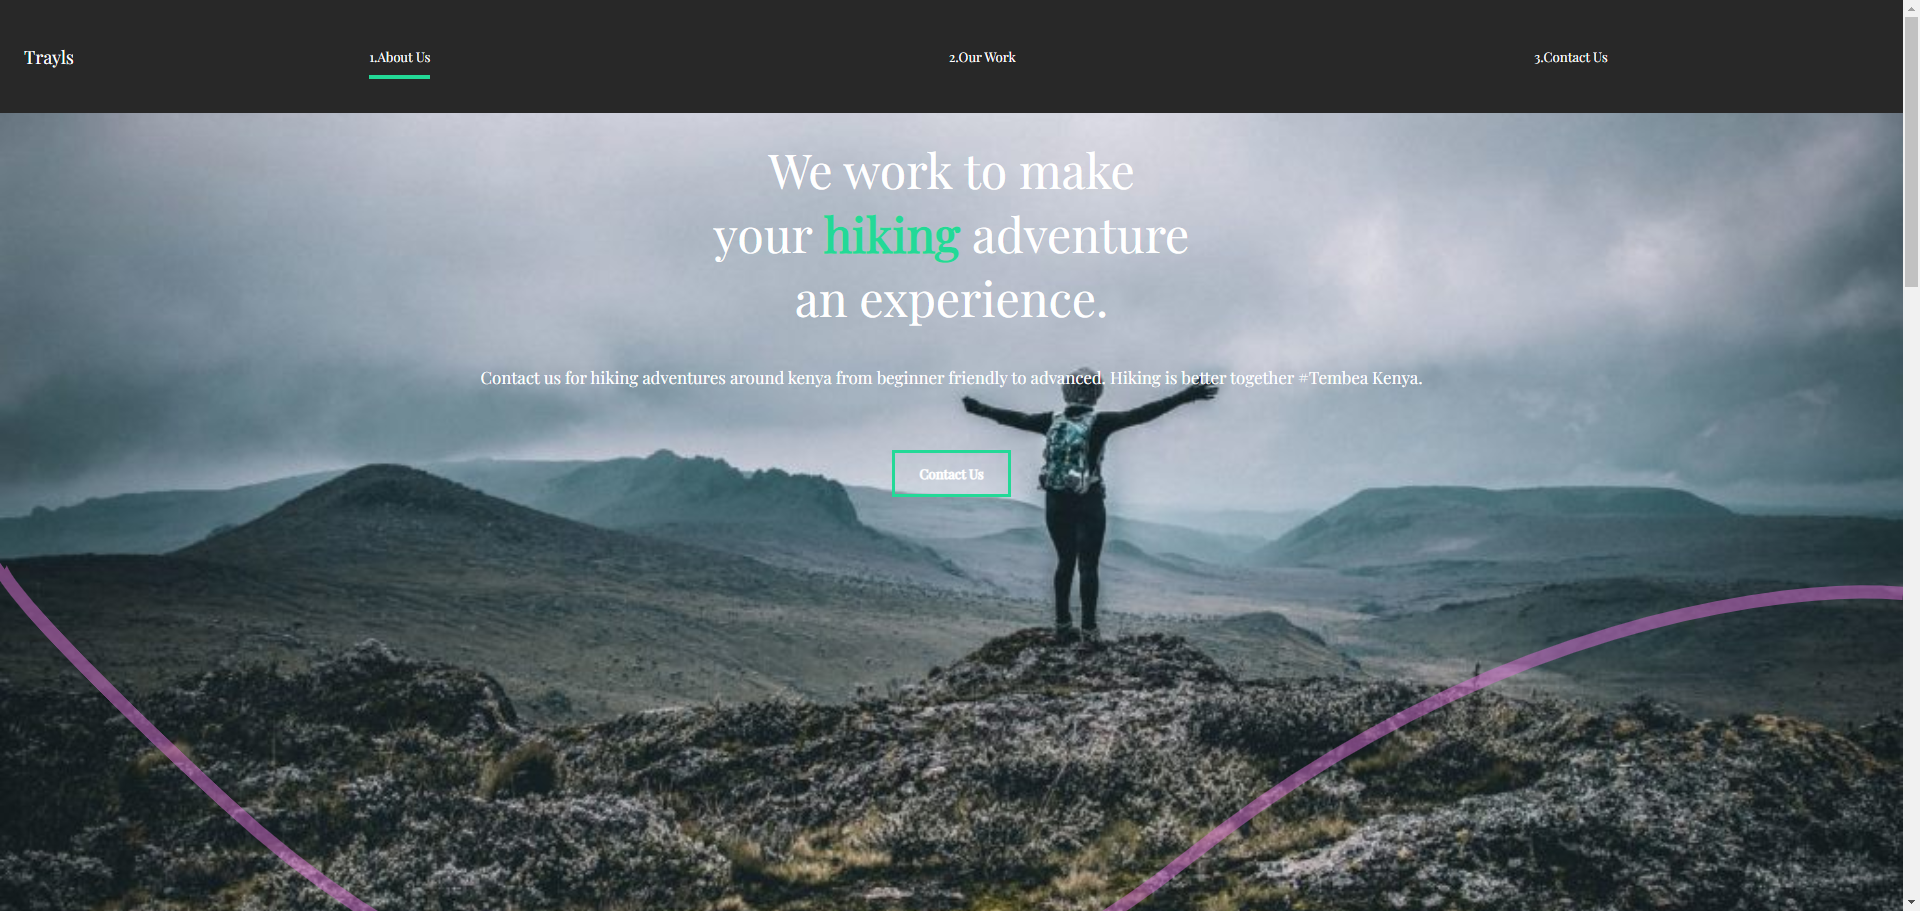 Trayls
1.About Us
2.Our Work
3.Contact Us
We work to make
your hiking adventure
an experience.
Contact us for hiking adventures around kenya from beginner friendly to advanced. Hiking is better together #Tembea Kenya.
Contact Us